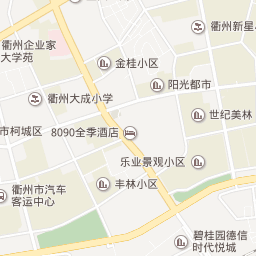 衢州新星
衢州企业家
大学苑
金桂小区
阳光都市
衢州大成小学
世纪美林
市柯城区
8090全季酒店
乐业景观小区
丰林小区
衢州市汽车
客运中心
碧桂园德信
时代悦城